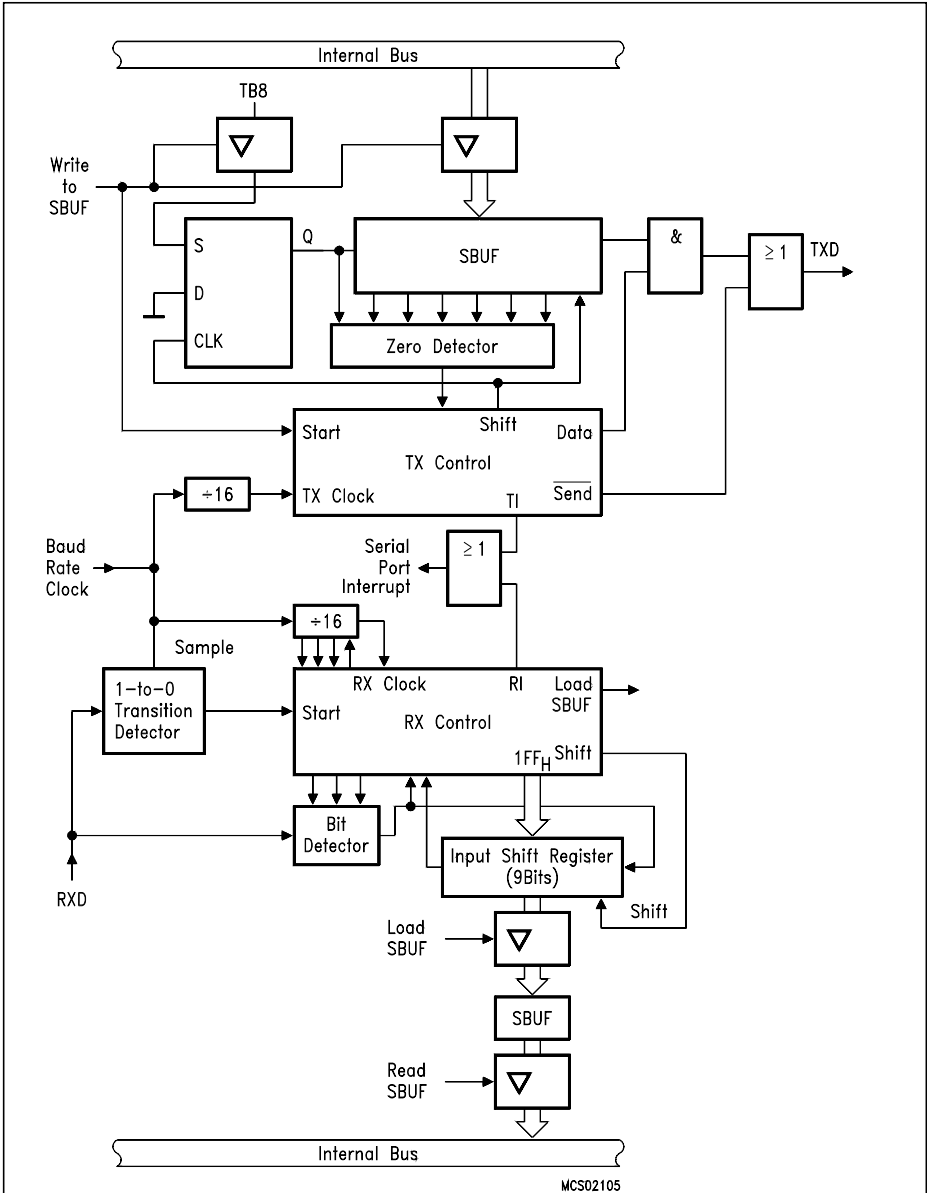 Internal Bus
TB8
Write
to
SBUF
S
Q
D
CLK
SBUF
&
≥ 1
TXD
Zero Detector
Shift
Start
Data
TX Control
÷16
TX Clock
TI
Send
Baud
Rate
Clock
Serial
Port
Interrupt
≥ 1
÷16
Sample
1-to-0
Transition
Detector
RX Clock
RI
Load
SBUF
Start
RX Control
1FFH
Shift
Bit
Detector
RXD
Input Shift Register
(9Bits)
Shift
Load
SBUF
SBUF
Read
SBUF
Internal Bus
MCS02105